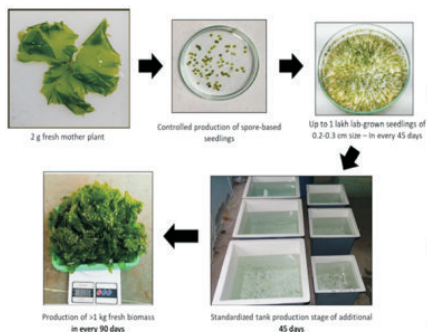 2 g fresh mother plant
Controlled production of spore-based
seedlings
Up to 1 lakh lab-grown seedlings of
0.2-0.3 cm size – In every 45 days
Production of >1 kg fresh biomass
in every 90 days
Standardized tank production stage of additional
45 days